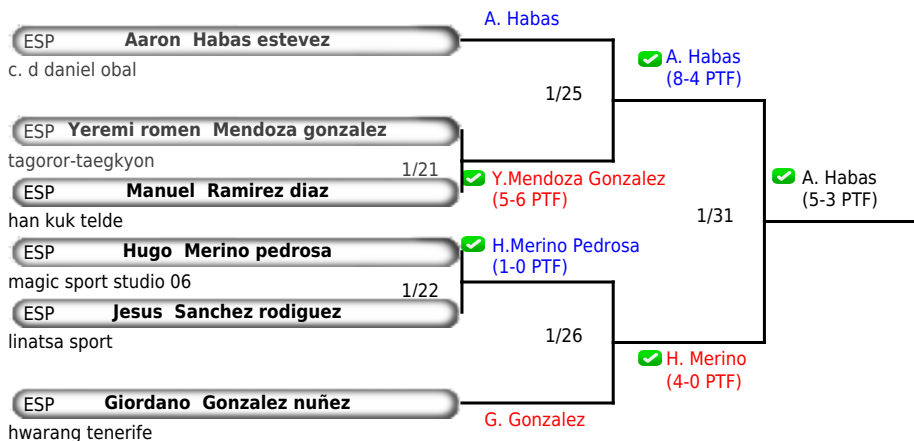 A. Habas
ESP Aaron Habas estevez
c. d daniel obal
A. Habas
(8-4 PTF)
1/25
ESP Yeremi romen Mendoza gonzalez
tagoror-taegkyon
1/21
Y.Mendoza Gonzalez
(5-6 PTF)
ESP Manuel Ramirez diaz
han kuk telde
A. Habas
(5-3 PTF)
1/31
ESP Hugo Merino pedrosa
magic sport studio 06
H.Merino Pedrosa
(1-0 PTF)
1/22
ESP Jesus Sanchez rodiguez
linatsa sport
1/26
H. Merino
(4-0 PTF)
ESP Giordano Gonzalez nuñez
hwarang tenerife
G. Gonzalez